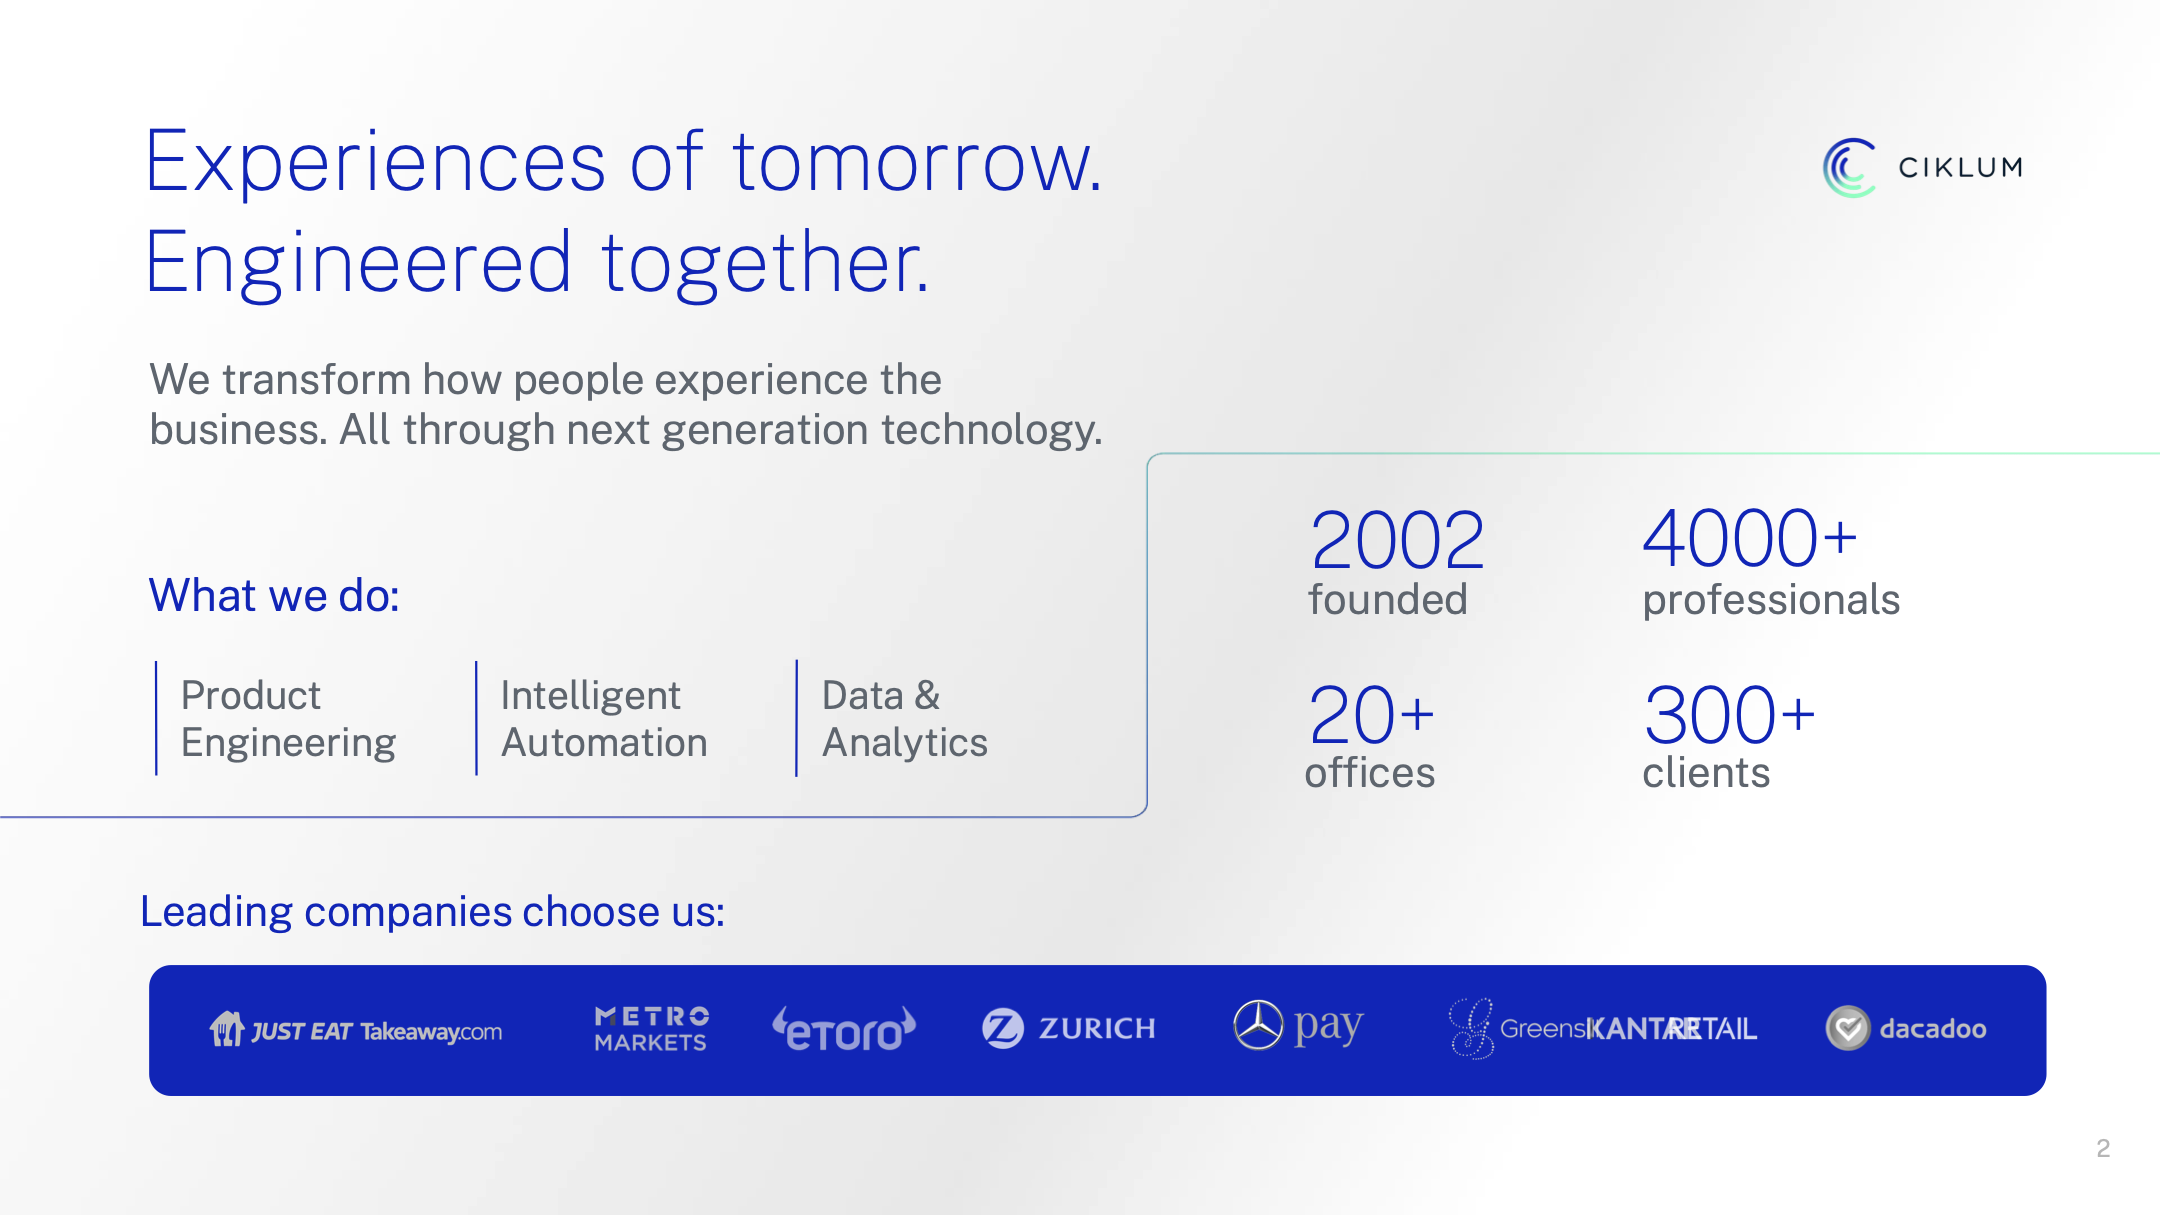 Experiences of tomorrow.
Engineered together.
CIKLUM
We transform how people experience the
business. All through next generation technology.
What we do:
Product
Engineering
Intelligent
Automation
Data &
Analytics
2002
founded
4000+
professionals
20+
offices
300+
clients
Leading companies choose us:
JUST EAT Takeaway.com
METRO
MARKETS
eToro
ZURICH
pay
KANTAR RETAIL
dacadoo
2